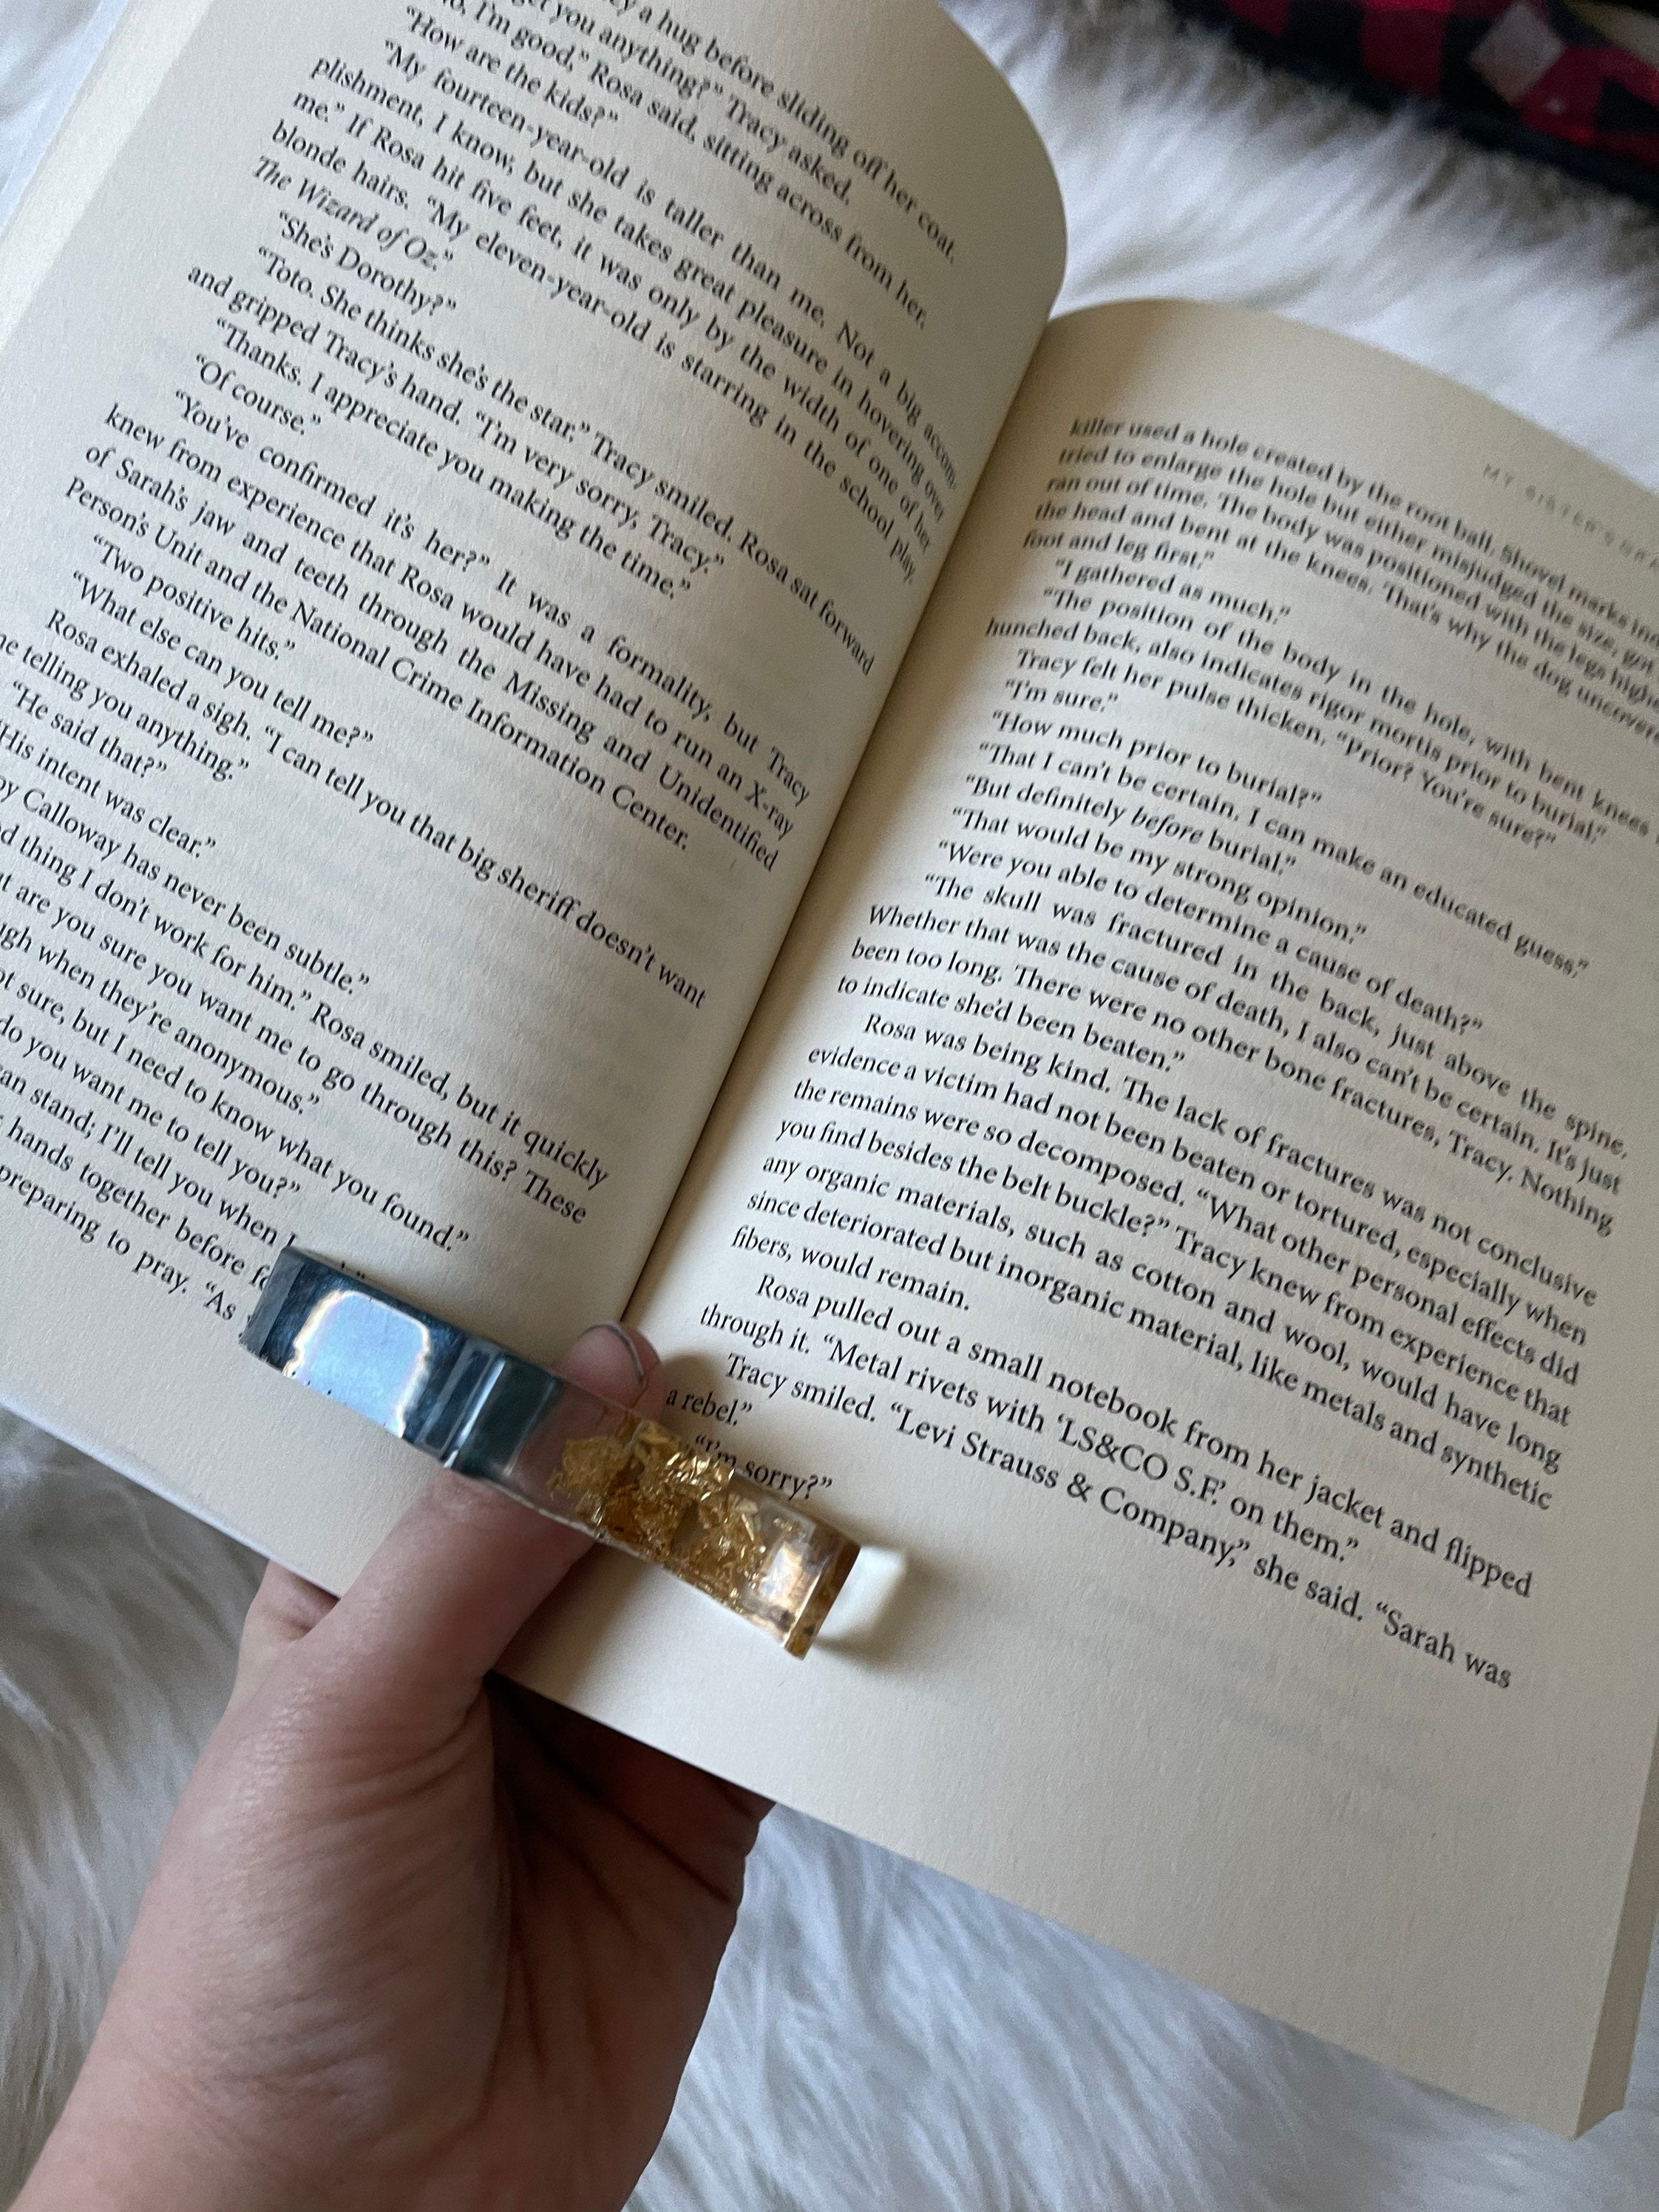 a hug before sliding off her coat.
get you anything?” Tracy asked.
I’m good,” Rosa said, sitting across from her.
“How are the kids?”
“My fourteen-year-old is taller than me. Not a big accom-
plishment, I know, but she takes great pleasure in hovering over
me.” If Rosa hit five feet, it was only by the width of one of her
blonde hairs. “My eleven-year-old is starring in the school play.
The Wizard of Oz.”
“She’s Dorothy?”
“Toto. She thinks she’s the star.” Tracy smiled. Rosa sat forward
and gripped Tracy’s hand. “I’m very sorry, Tracy.”
“Thanks. I appreciate you making the time.”
“Of course.”
“You’ve confirmed it’s her?” It was a formality, but Tracy
knew from experience that Rosa would have had to run an X-ray
of Sarah’s jaw and teeth through the Missing and Unidentified
Person’s Unit and the National Crime Information Center.
“Two positive hits.”
“What else can you tell me?”
Rosa exhaled a sigh. “I can tell you that big sheriff doesn’t want
me telling you anything.”
“He said that?”
“His intent was clear.”
Calloway has never been subtle.”
thing I don’t work for him.” Rosa smiled, but it quickly
are you sure you want me to go through this? These
when they’re anonymous.”
sure, but I need to know what you found.”
do you want me to tell you?”
can stand; I’ll tell you when I
hands together before
preparing to pray. “As
MY SISTER’S
killer used a hole created by the root ball. Shovel marks
tried to enlarge the hole but either misjudged the size, got
ran out of time. The body was positioned with the legs
the head and bent at the knees. That’s why the dog
foot and leg first.”
“I gathered as much.”
“The position of the body in the hole, with bent knees
hunched back, also indicates rigor mortis prior to burial.”
Tracy felt her pulse thicken. “Prior? You’re sure?”
“I’m sure.”
“How much prior to burial?”
“That I can’t be certain. I can make an educated guess.”
“But definitely before burial.”
“That would be my strong opinion.”
“Were you able to determine a cause of death?”
“The skull was fractured in the back, just above the spine.
Whether that was the cause of death, I also can’t be certain. It’s just
been too long. There were no other bone fractures, Tracy. Nothing
to indicate she’d been beaten.”
Rosa was being kind. The lack of fractures was not conclusive
evidence a victim had not been beaten or tortured, especially when
the remains were so decomposed. “What other personal effects did
you find besides the belt buckle?” Tracy knew from experience that
any organic materials, such as cotton and wool, would have long
since deteriorated but inorganic material, like metals and synthetic
fibers, would remain.
Rosa pulled out a small notebook from her jacket and flipped
through it. “Metal rivets with ‘LS&CO S.F.’ on them.”
Tracy smiled. “Levi Strauss & Company,” she said. “Sarah was
a rebel.”
“I’m sorry?”